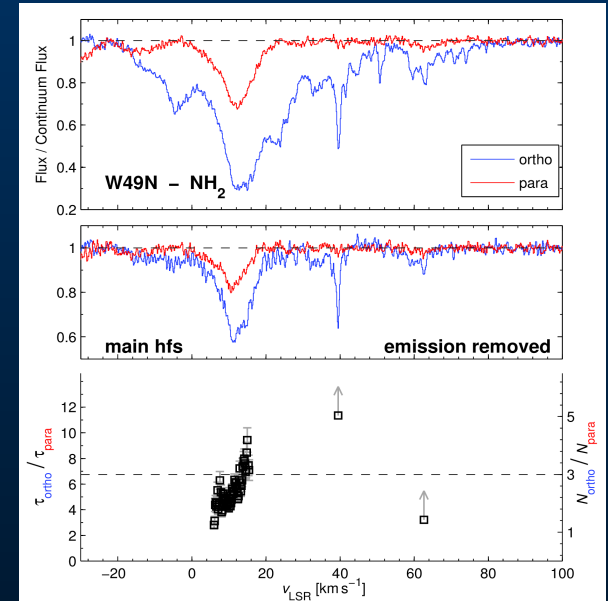 1
0.8
0.6
0.4
0.2
Flux / Continuum Flux
W49N − NH2
ortho
para
1
0.8
0.6
main hfs
emission removed
12
10
8
6
4
2
0
τortho / τpara
5
3
1
Northo / Npara
−20 0 20 40 60 80 100
vLSR [km s−1]